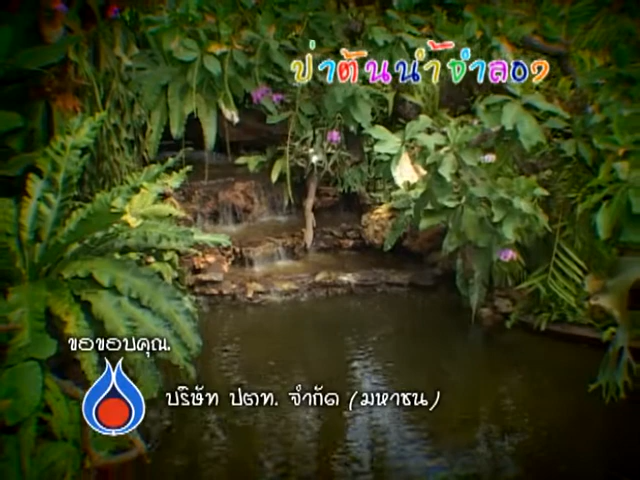 ป่าต้นน้ำจำลอง
ขอขอบคุณ
บริษัท ปตท. จำกัด (มหาชน)